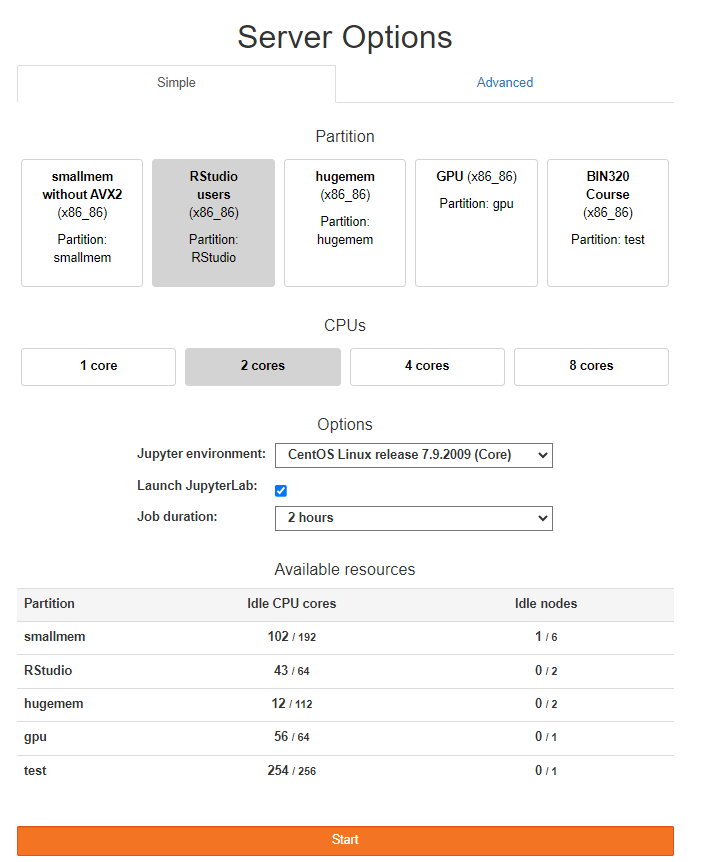 Server Options
Simple
Advanced
Partition
smallmem
without AVX2
(x86_86)
Partition:
smallmem
RStudio
users
(x86_86)
Partition:
RStudio
hugemem
(x86_86)
Partition:
hugemem
GPU (x86_86)
Partition: gpu
BIN320
Course
(x86_86)
Partition: test
CPUs
1 core
2 cores
4 cores
8 cores
Options
Jupyter environment: CentOS Linux release 7.9.2009 (Core)
Launch JupyterLab:
Job duration: 2 hours
Available resources
Partition Idle CPU cores Idle nodes
smallmem 102 / 192 1 / 6
RStudio 43 / 64 0 / 2
hugemem 12 / 112 0 / 2
gpu 56 / 64 0 / 1
test 254 / 256 0 / 1
Start